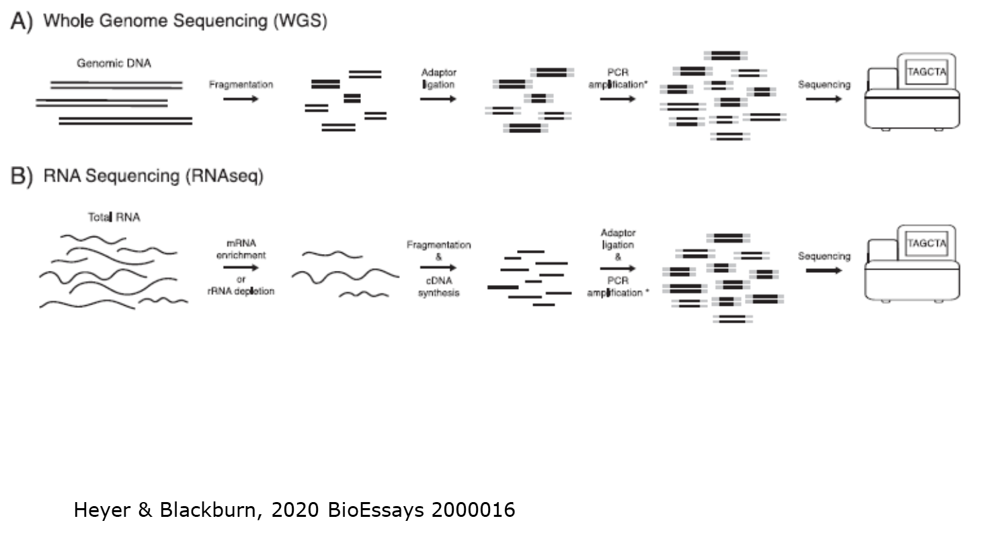 A) Whole Genome Sequencing (WGS)
Genomic DNA
Fragmentation
Adaptor
ligation
PCR
amplification*
Sequencing
TAGCTA
B) RNA Sequencing (RNAseq)
Total RNA
mRNA
enrichment
or
rRNA depletion
Fragmentation
&
cDNA
synthesis
Adaptor
ligation
&
PCR
amplification *
Sequencing
TAGCTA
Heyer & Blackburn, 2020 BioEssays 2000016